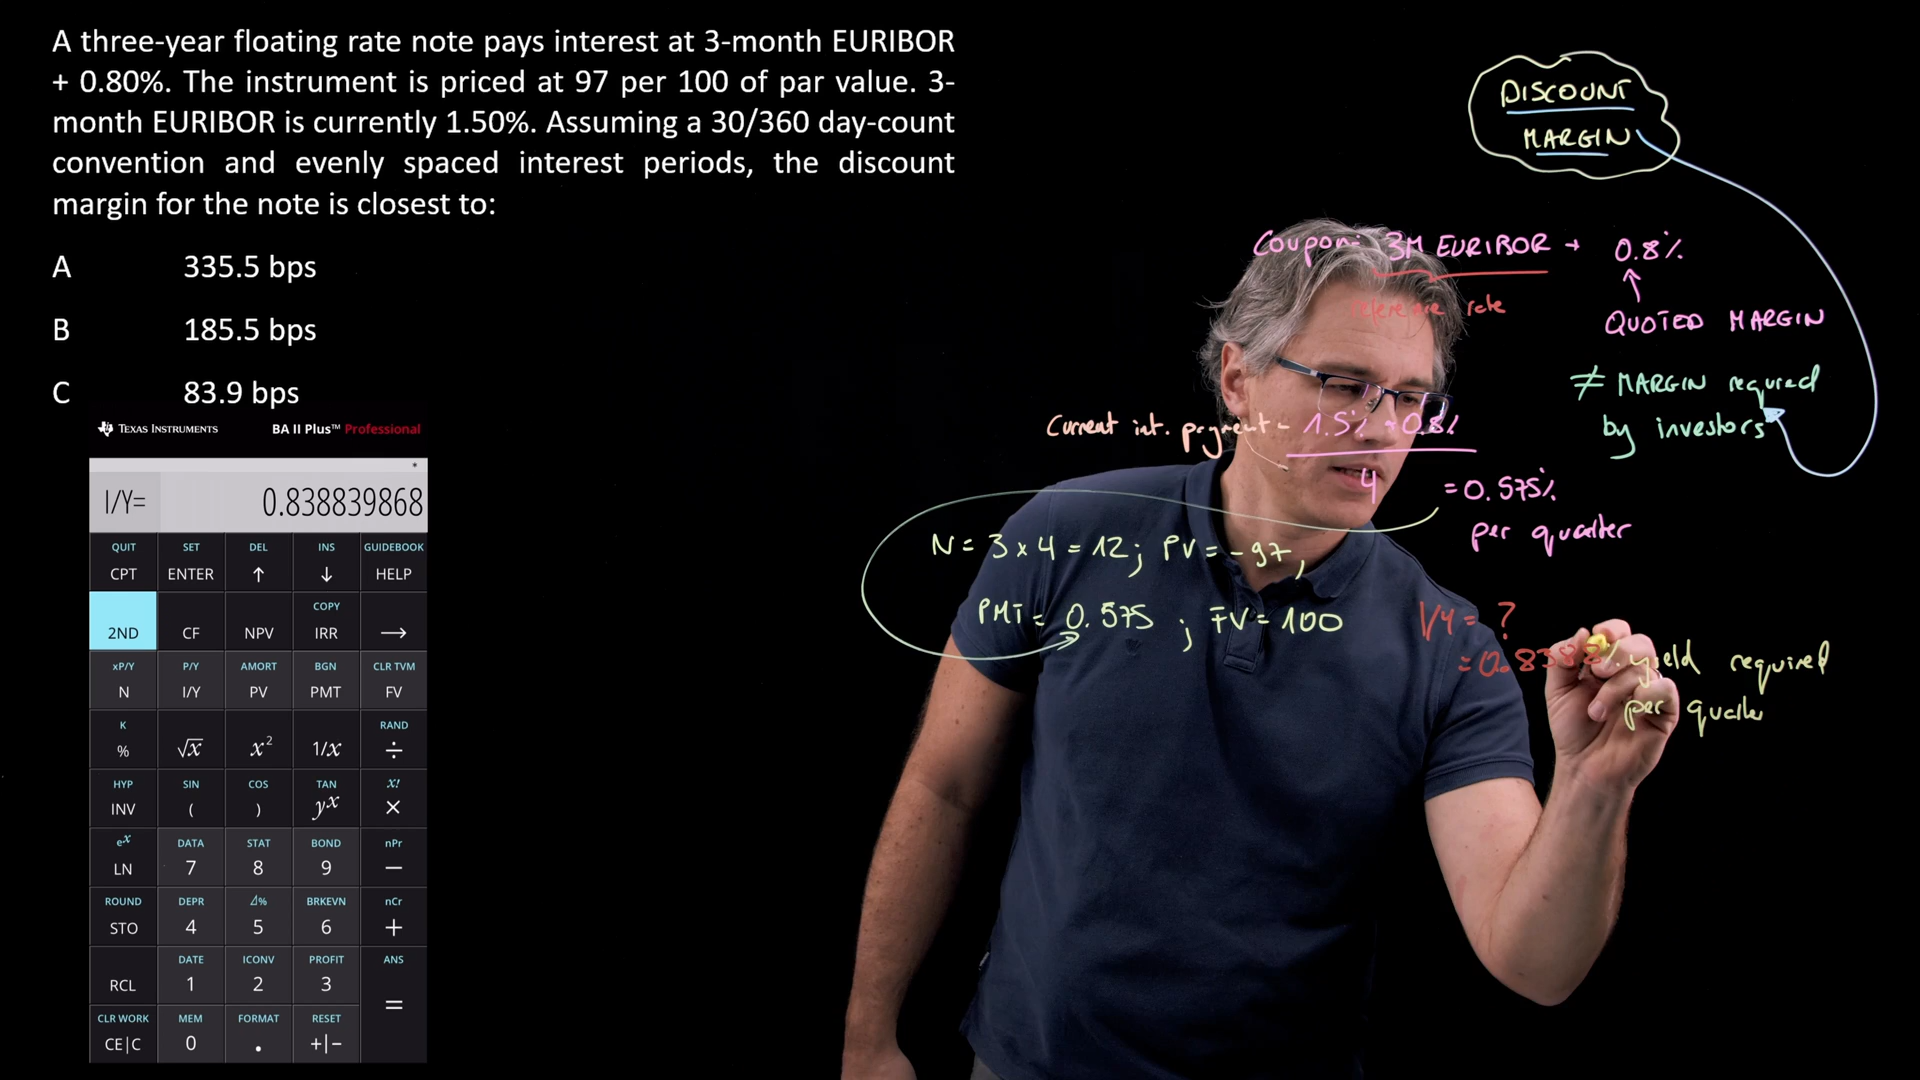 A three-year floating rate note pays interest at 3-month EURIBOR
+ 0.80%. The instrument is priced at 97 per 100 of par value. 3-
month EURIBOR is currently 1.50%. Assuming a 30/360 day-count
convention and evenly spaced interest periods, the discount
margin for the note is closest to:
A 335.5 bps
B 185.5 bps
C 83.9 bps
DISCOUNT
MARGIN
Coupon: 3M EURIBOR + 0.8%
reference rate
QUOTED MARGIN
≠ MARGIN required
by investors
Current int. payment = 1.5% + 0.8%
4
= 0.575%
per quarter
N = 3 x 4 = 12; PV = -97;
PMT = 0.575 ; FV = 100
I/Y = ?
= 0.8388% yield required
per quarter
TEXAS INSTRUMENTS BA II Plus™ Professional
I/Y= 0.838839868
QUIT SET DEL INS GUIDEBOOK
CPT ENTER ↑ ↓ HELP
COPY
2ND CF NPV IRR →
xP/Y P/Y AMORT BGN CLR TVM
N I/Y PV PMT FV
K RAND
% √x x² 1/x ÷
HYP SIN COS TAN x!
INV ( ) yˣ ×
eˣ DATA STAT BOND nPr
LN 7 8 9 −
ROUND DEPR Δ% BRKEVN nCr
STO 4 5 6 +
DATE ICONV PROFIT ANS
RCL 1 2 3 =
CLR WORK MEM FORMAT RESET
CE|C 0 . +|−